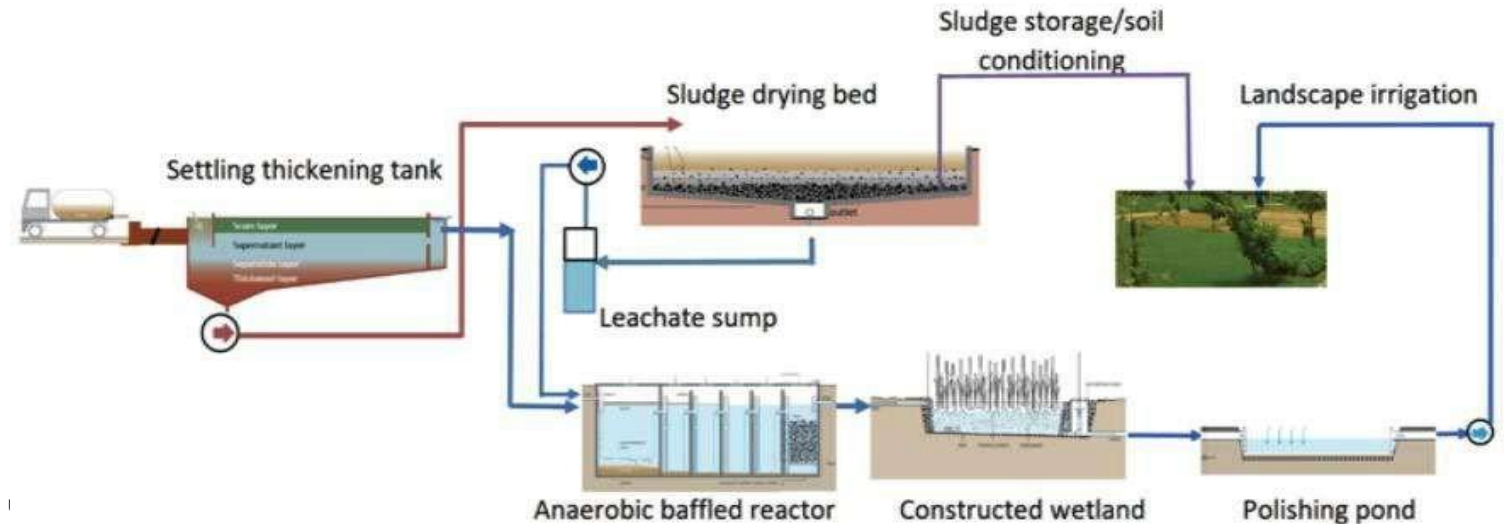 Sludge storage/soil
conditioning
Sludge drying bed
Landscape irrigation
Settling thickening tank
Scum layer
Supernatant layer
Thickened layer
outlet
Leachate sump
Anaerobic baffled reactor
Constructed wetland
Polishing pond